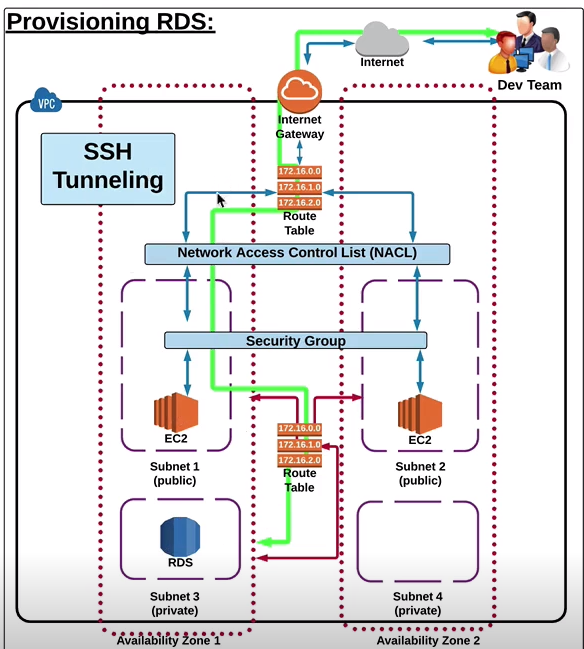 Provisioning RDS:
Internet
Dev Team
VPC
Internet
Gateway
SSH
Tunneling
172.16.0.0
172.16.1.0
172.16.2.0
Route
Table
Network Access Control List (NACL)
Security Group
EC2
EC2
Subnet 1
(public)
Subnet 2
(public)
172.16.0.0
172.16.1.0
172.16.2.0
Route
Table
RDS
Subnet 3
(private)
Subnet 4
(private)
Availability Zone 1
Availability Zone 2